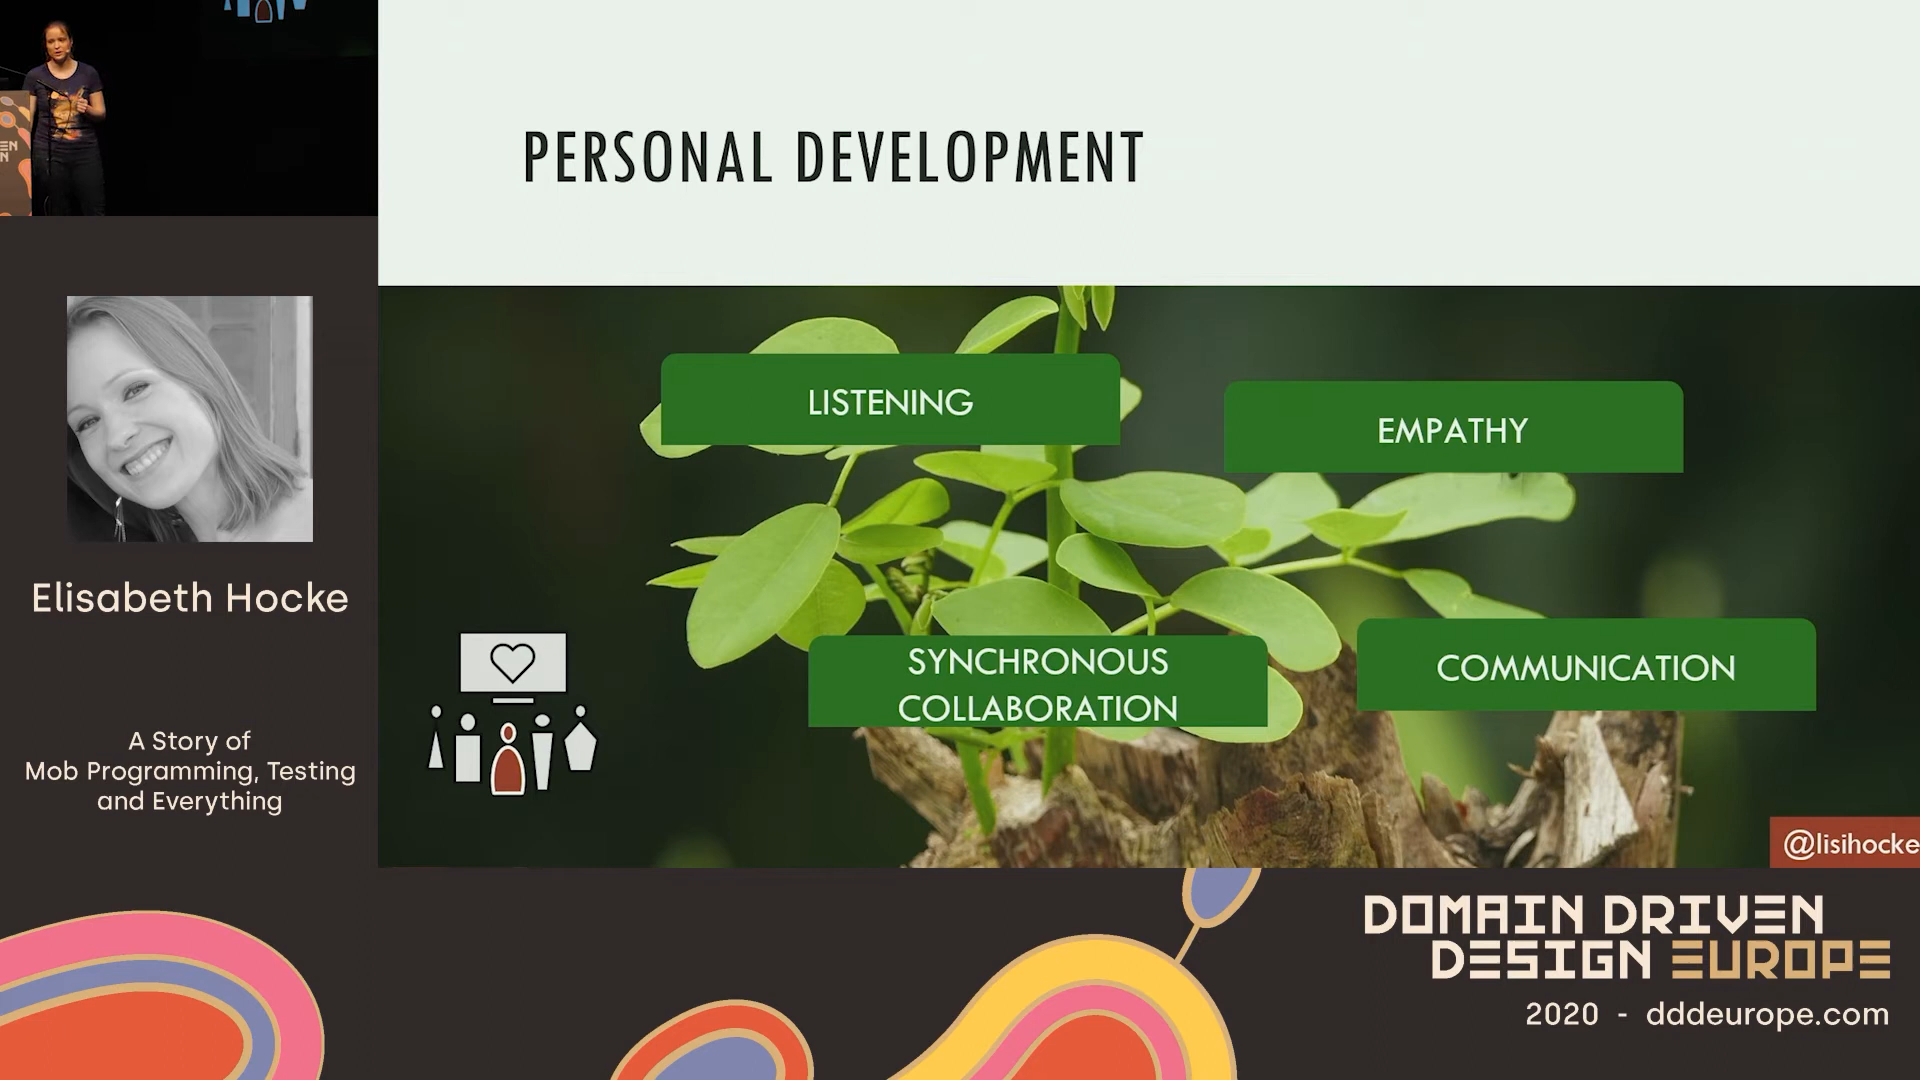 PERSONAL DEVELOPMENT
LISTENING
EMPATHY
SYNCHRONOUS
COLLABORATION
COMMUNICATION
@lisihocke
Elisabeth Hocke
A Story of
Mob Programming, Testing
and Everything
DOMAIN DRIVEN
DESIGN EUROPE
2020 - dddeurope.com